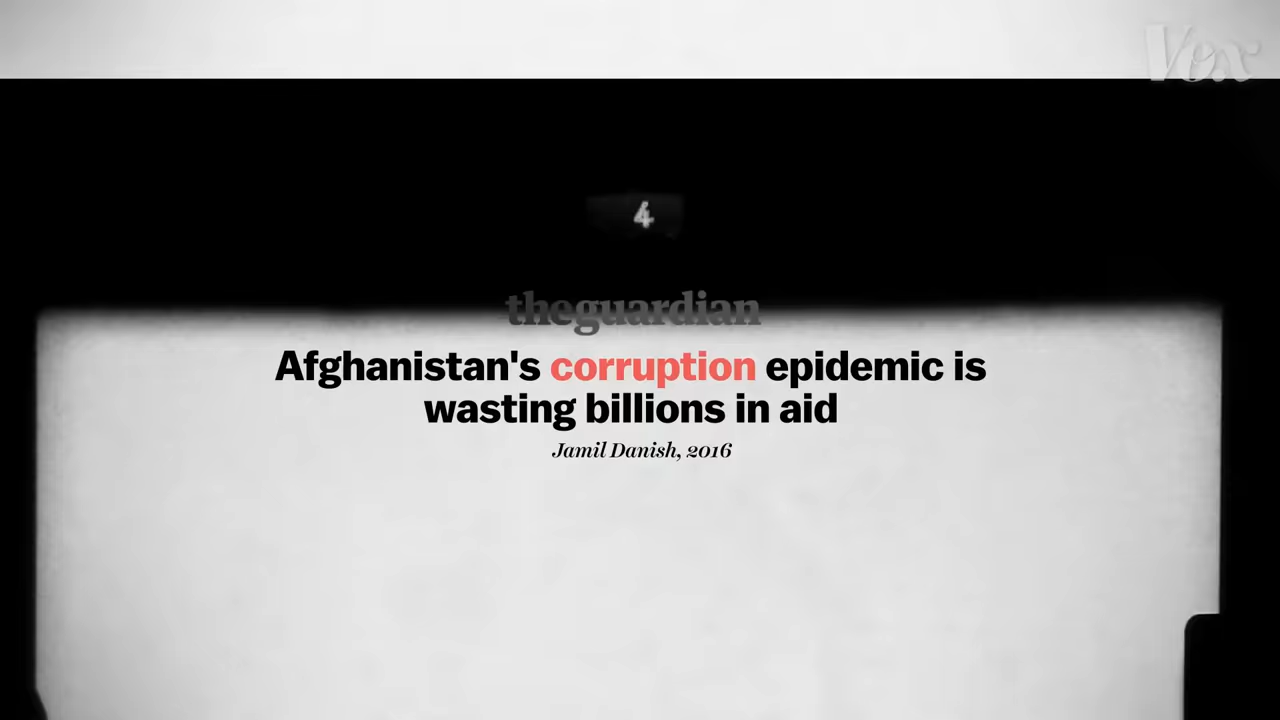 Vox
4
theguardian
Afghanistan's corruption epidemic is
wasting billions in aid
Jamil Danish, 2016